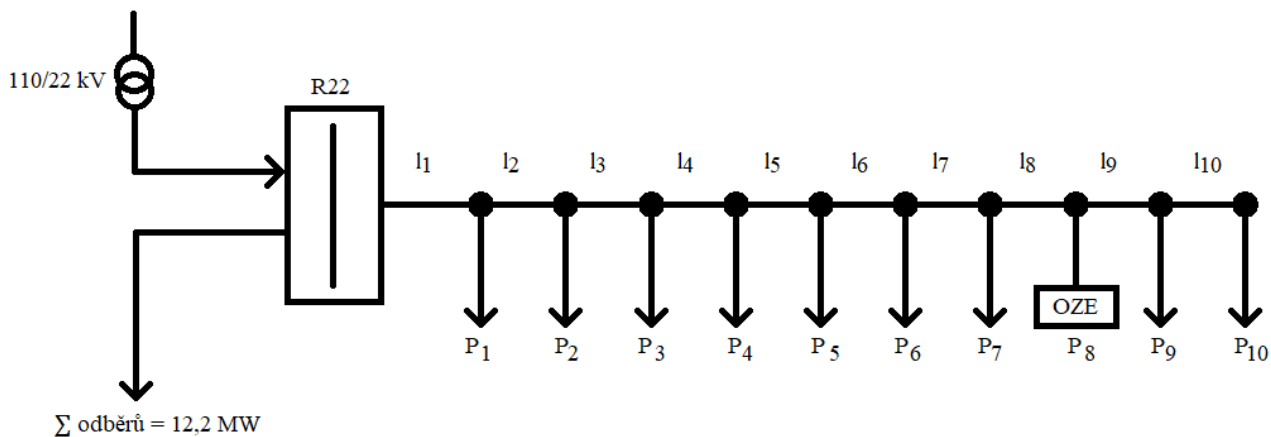 110/22 kV
R22
l₁ l₂ l₃ l₄ l₅ l₆ l₇ l₈ l₉ l₁₀
OZE
P₁ P₂ P₃ P₄ P₅ P₆ P₇ P₈ P₉ P₁₀
∑ odběrů = 12,2 MW